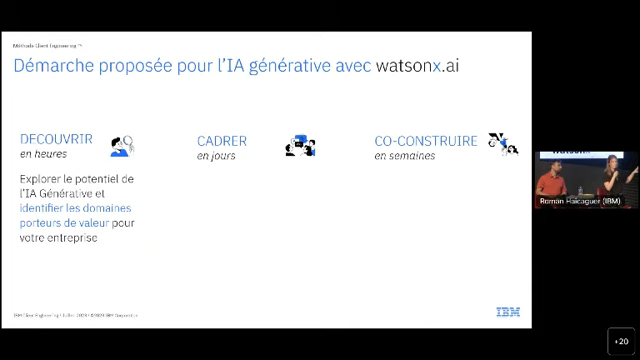 Démarche proposée pour l'IA générative avec watsonx.ai
DECOUVRIR
en heures
CADRER
en jours
CO-CONSTRUIRE
en semaines
Explorer le potentiel de
l'IA Générative et
identifier les domaines
porteurs de valeur pour
votre entreprise
IBM
Roman Haicaguer (IBM)
+20